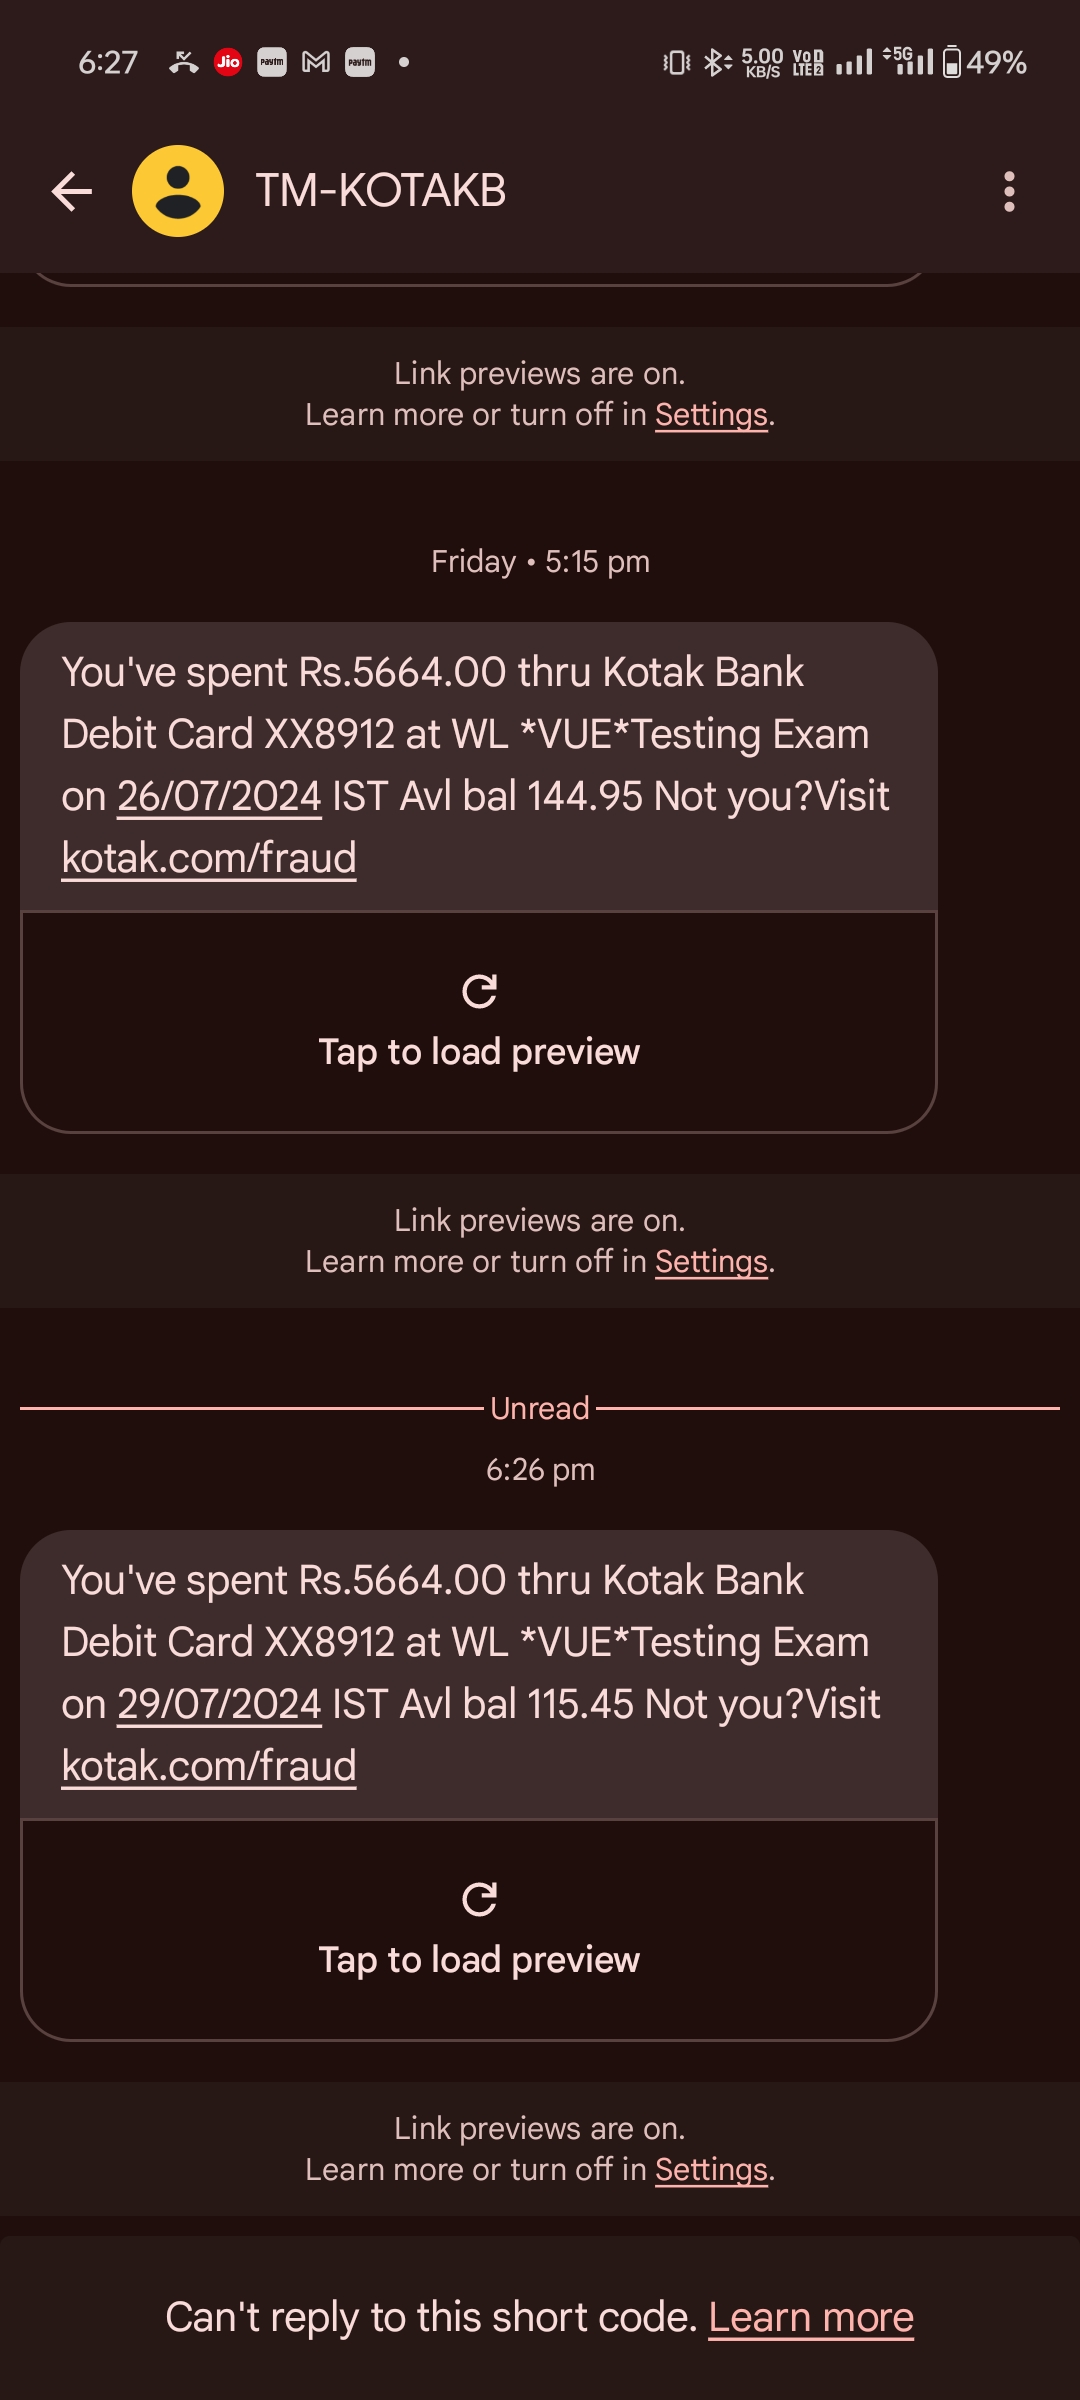 6:27 Jio Paytm Paytm 5.00 KB/S VoD LTE2 5G 49%
TM-KOTAKB
Link previews are on.
Learn more or turn off in Settings.
Friday • 5:15 pm
You've spent Rs.5664.00 thru Kotak Bank
Debit Card XX8912 at WL *VUE*Testing Exam
on 26/07/2024 IST Avl bal 144.95 Not you?Visit
kotak.com/fraud
Tap to load preview
Link previews are on.
Learn more or turn off in Settings.
Unread
6:26 pm
You've spent Rs.5664.00 thru Kotak Bank
Debit Card XX8912 at WL *VUE*Testing Exam
on 29/07/2024 IST Avl bal 115.45 Not you?Visit
kotak.com/fraud
Tap to load preview
Link previews are on.
Learn more or turn off in Settings.
Can't reply to this short code. Learn more